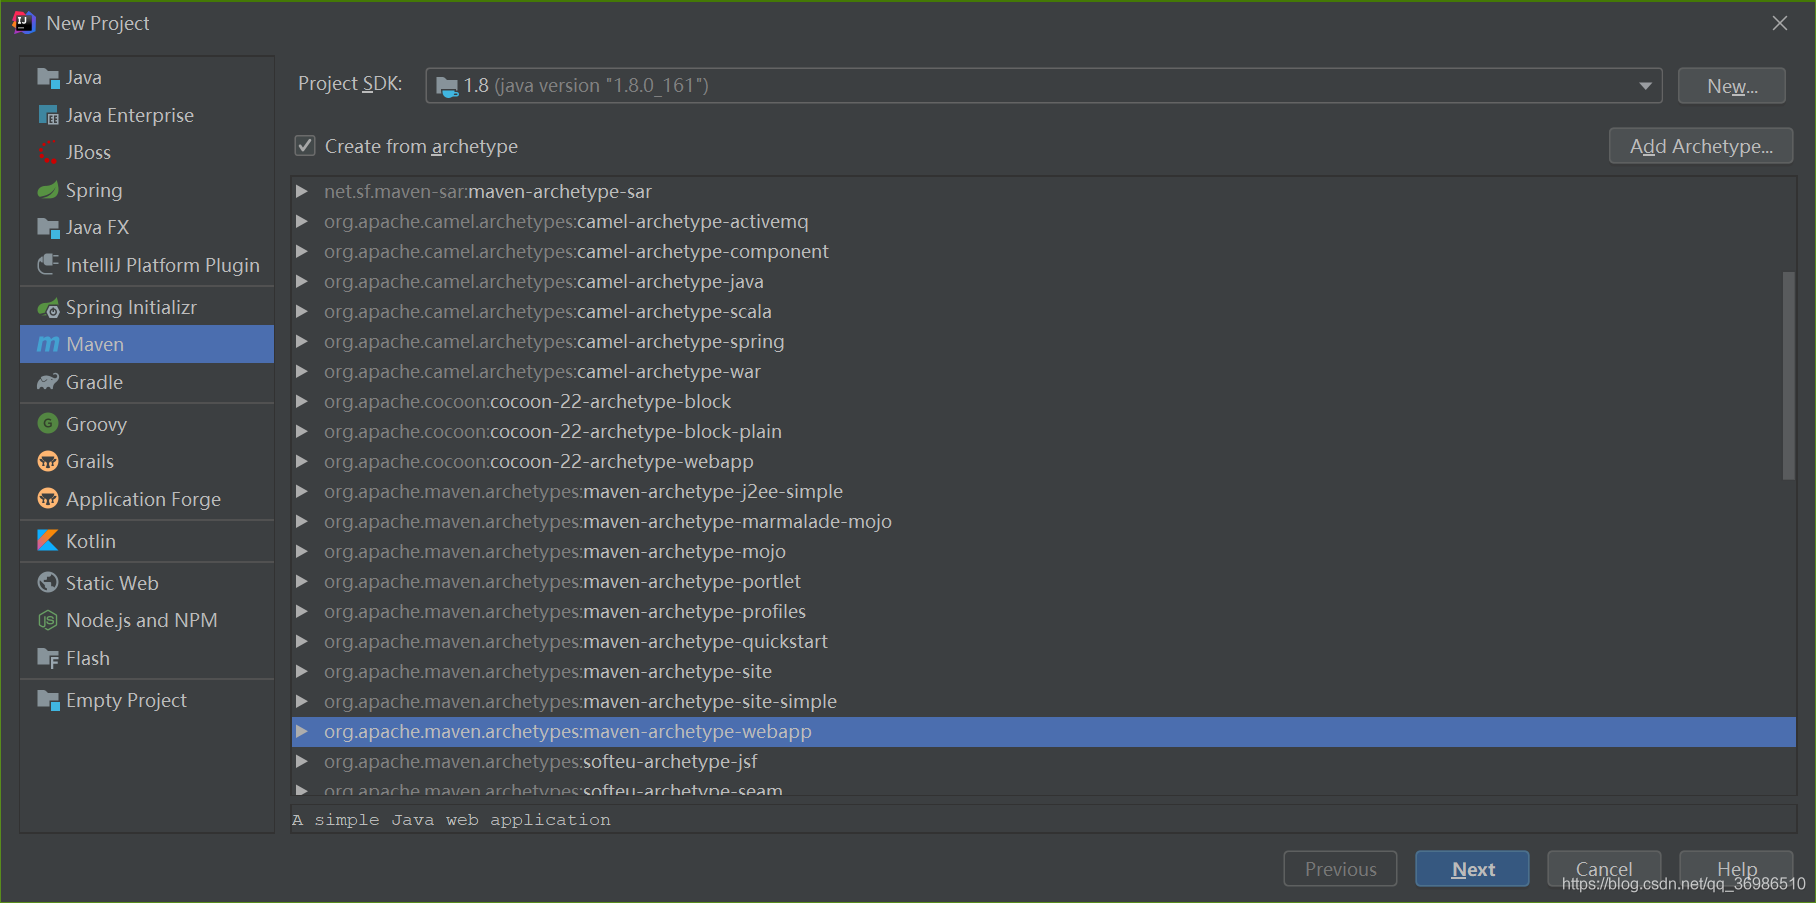 New Project
Java
Java Enterprise
JBoss
Spring
Java FX
IntelliJ Platform Plugin
Spring Initializr
Maven
Gradle
Groovy
Grails
Application Forge
Kotlin
Static Web
Node.js and NPM
Flash
Empty Project
Project SDK: 1.8 (java version "1.8.0_161") New...
Create from archetype Add Archetype...
net.sf.maven-sar:maven-archetype-sar
org.apache.camel.archetypes:camel-archetype-activemq
org.apache.camel.archetypes:camel-archetype-component
org.apache.camel.archetypes:camel-archetype-java
org.apache.camel.archetypes:camel-archetype-scala
org.apache.camel.archetypes:camel-archetype-spring
org.apache.camel.archetypes:camel-archetype-war
org.apache.cocoon:cocoon-22-archetype-block
org.apache.cocoon:cocoon-22-archetype-block-plain
org.apache.cocoon:cocoon-22-archetype-webapp
org.apache.maven.archetypes:maven-archetype-j2ee-simple
org.apache.maven.archetypes:maven-archetype-marmalade-mojo
org.apache.maven.archetypes:maven-archetype-mojo
org.apache.maven.archetypes:maven-archetype-portlet
org.apache.maven.archetypes:maven-archetype-profiles
org.apache.maven.archetypes:maven-archetype-quickstart
org.apache.maven.archetypes:maven-archetype-site
org.apache.maven.archetypes:maven-archetype-site-simple
org.apache.maven.archetypes:maven-archetype-webapp
org.apache.maven.archetypes:softeu-archetype-jsf
org.apache.maven.archetypes:softeu-archetype-seam
A simple Java web application
Previous Next Cancel Help
https://blog.csdn.net/qq_36986510